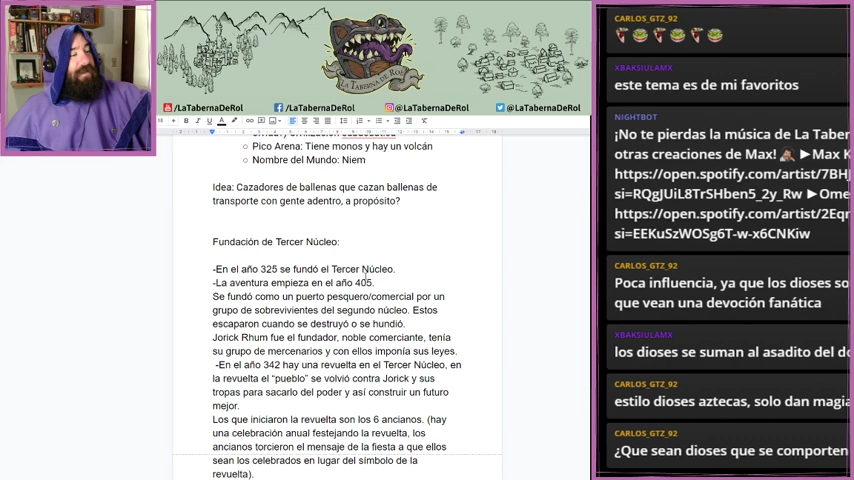 LA TABERNA DE ROL
/LaTabernaDeRol
/LaTabernaDeRol
@LaTabernaDeRol
@LaTabernaDeRol
Pico Arena: Tiene monos y hay un volcán
Nombre del Mundo: Niem
Idea: Cazadores de ballenas que cazan ballenas de
transporte con gente adentro, a propósito?
Fundación de Tercer Núcleo:
-En el año 325 se fundó el Tercer Núcleo.
-La aventura empieza en el año 405.
Se fundó como un puerto pesquero/comercial por un
grupo de sobrevivientes del segundo núcleo. Estos
escaparon cuando se destruyó o se hundió.
Jorick Rhum fue el fundador, noble comerciante, tenía
su grupo de mercenarios y con ellos imponía sus leyes.
-En el año 342 hay una revuelta en el Tercer Núcleo, en
la revuelta el “pueblo” se volvió contra Jorick y sus
tropas para sacarlo del poder y así construir un futuro
mejor.
Los que iniciaron la revuelta son los 6 ancianos. (hay
una celebración anual festejando la revuelta, los
ancianos torcieron el mensaje de la fiesta a que ellos
sean los celebrados en lugar del símbolo de la
revuelta).
CARLOS_GTZ_92
XBAKSIULAMX
este tema es de mi favoritos
NIGHTBOT
¡No te pierdas la música de La Taber
otras creaciones de Max! ►Max K
https://open.spotify.com/artist/7BHJ
si=RQgJUiL8TrSHben5_2y_Rw ►Ome
https://open.spotify.com/artist/2Eqr
si=EEKuSzWOSg6T-w-x6CNKiw
CARLOS_GTZ_92
Poca influencia, ya que los dioses so
que vean una devoción fanática
XBAKSIULAMX
los dioses se suman al asadito del do
CARLOS_GTZ_92
estilo dioses aztecas, solo dan magia
CARLOS_GTZ_92
¿Que sean dioses que se comporten